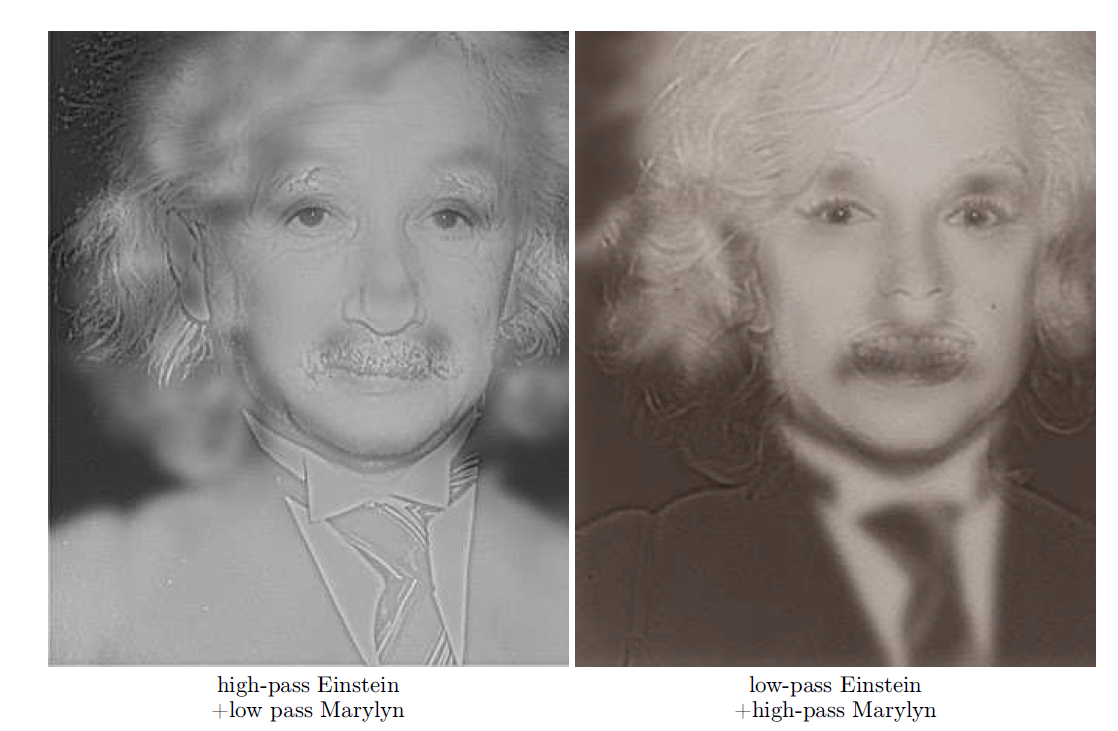 high-pass Einstein
+low pass Marylyn
low-pass Einstein
+high-pass Marylyn